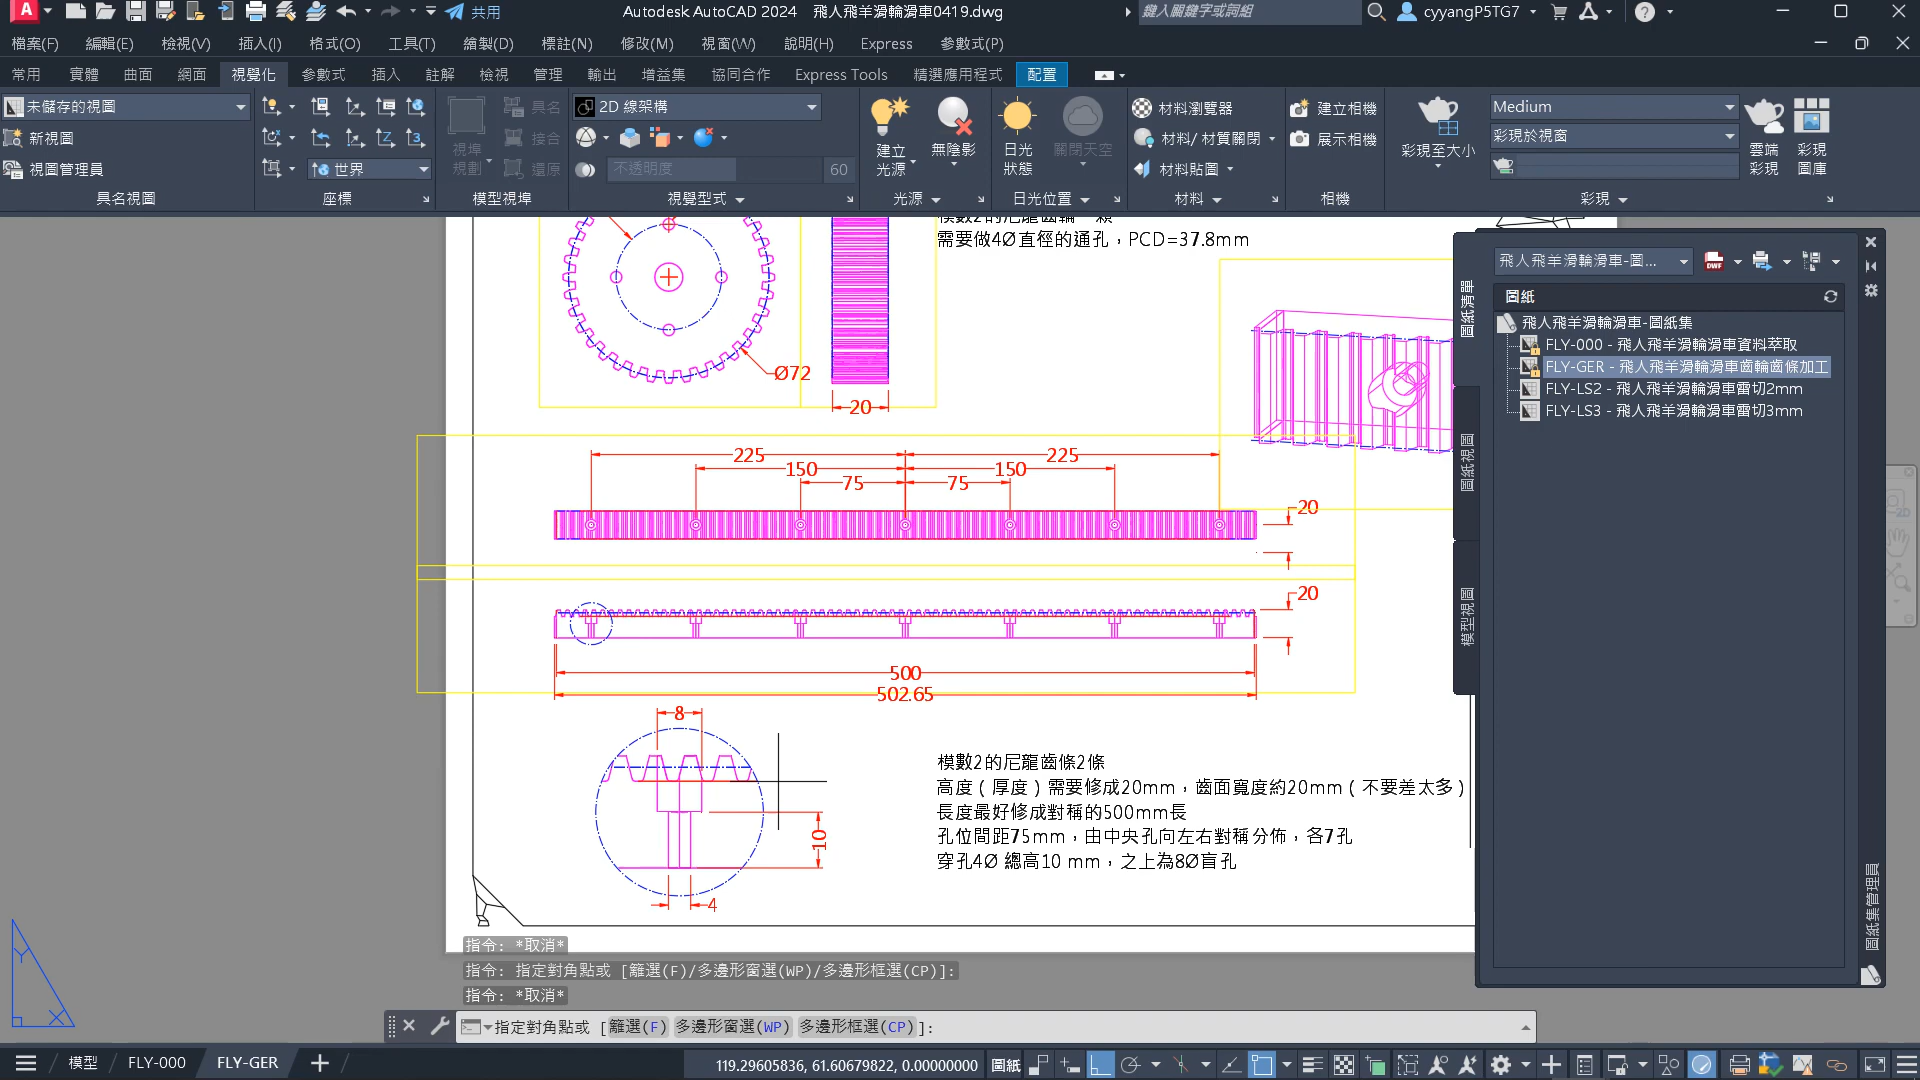 共用
Autodesk AutoCAD 2024 飛人飛羊滑輪滑車0419.dwg
鍵入關鍵字或詞組
cyyangP5TG7
檔案(F) 編輯(E) 檢視(V) 插入(I) 格式(O) 工具(T) 繪製(D) 標註(N) 修改(M) 視窗(W) 說明(H) Express 參數式(P)
常用 實體 曲面 網面 視覺化 參數式 插入 註解 檢視 管理 輸出 增益集 協同合作 Express Tools 精選應用程式 配置
未儲存的視圖
新視圖
視圖管理員
具名視圖
世界
座標
視埠
規劃
具名
接合
還原
模型視埠
2D 線架構
不透明度 60
視覺型式
建立
光源
無陰影
光源
日光
狀態
關閉天空
日光位置
材料瀏覽器
材料/ 材質關閉
材料貼圖
材料
建立相機
展示相機
相機
彩現至大小
Medium
彩現於視窗
雲端
彩現
彩現
圖庫
彩現
模數2的尼龍齒輪一顆
需要做4Ø直徑的通孔，PCD=37.8mm
Ø72
20
225 225
150 150
75 75
20
20
500
502.65
8
10
4
模數2的尼龍齒條2條
高度（厚度）需要修成20mm，齒面寬度約20mm（不要差太多）
長度最好修成對稱的500mm長
孔位間距75mm，由中央孔向左右對稱分佈，各7孔
穿孔4Ø 總高10 mm，之上為8Ø盲孔
飛人飛羊滑輪滑車-圖...
DWF
圖紙
飛人飛羊滑輪滑車-圖紙集
FLY-000 - 飛人飛羊滑輪滑車資料萃取
FLY-GER - 飛人飛羊滑輪滑車齒輪齒條加工
FLY-LS2 - 飛人飛羊滑輪滑車雷切2mm
FLY-LS3 - 飛人飛羊滑輪滑車雷切3mm
圖紙清單
圖紙視圖
模型視圖
圖紙集管理員
Y
X
指令: *取消*
指令: 指定對角點或 [籬選(F)/多邊形窗選(WP)/多邊形框選(CP)]:
指令: *取消*
指定對角點或 [籬選(F) 多邊形窗選(WP) 多邊形框選(CP)]:
模型 FLY-000 FLY-GER
119.29605836, 61.60679822, 0.00000000 圖紙